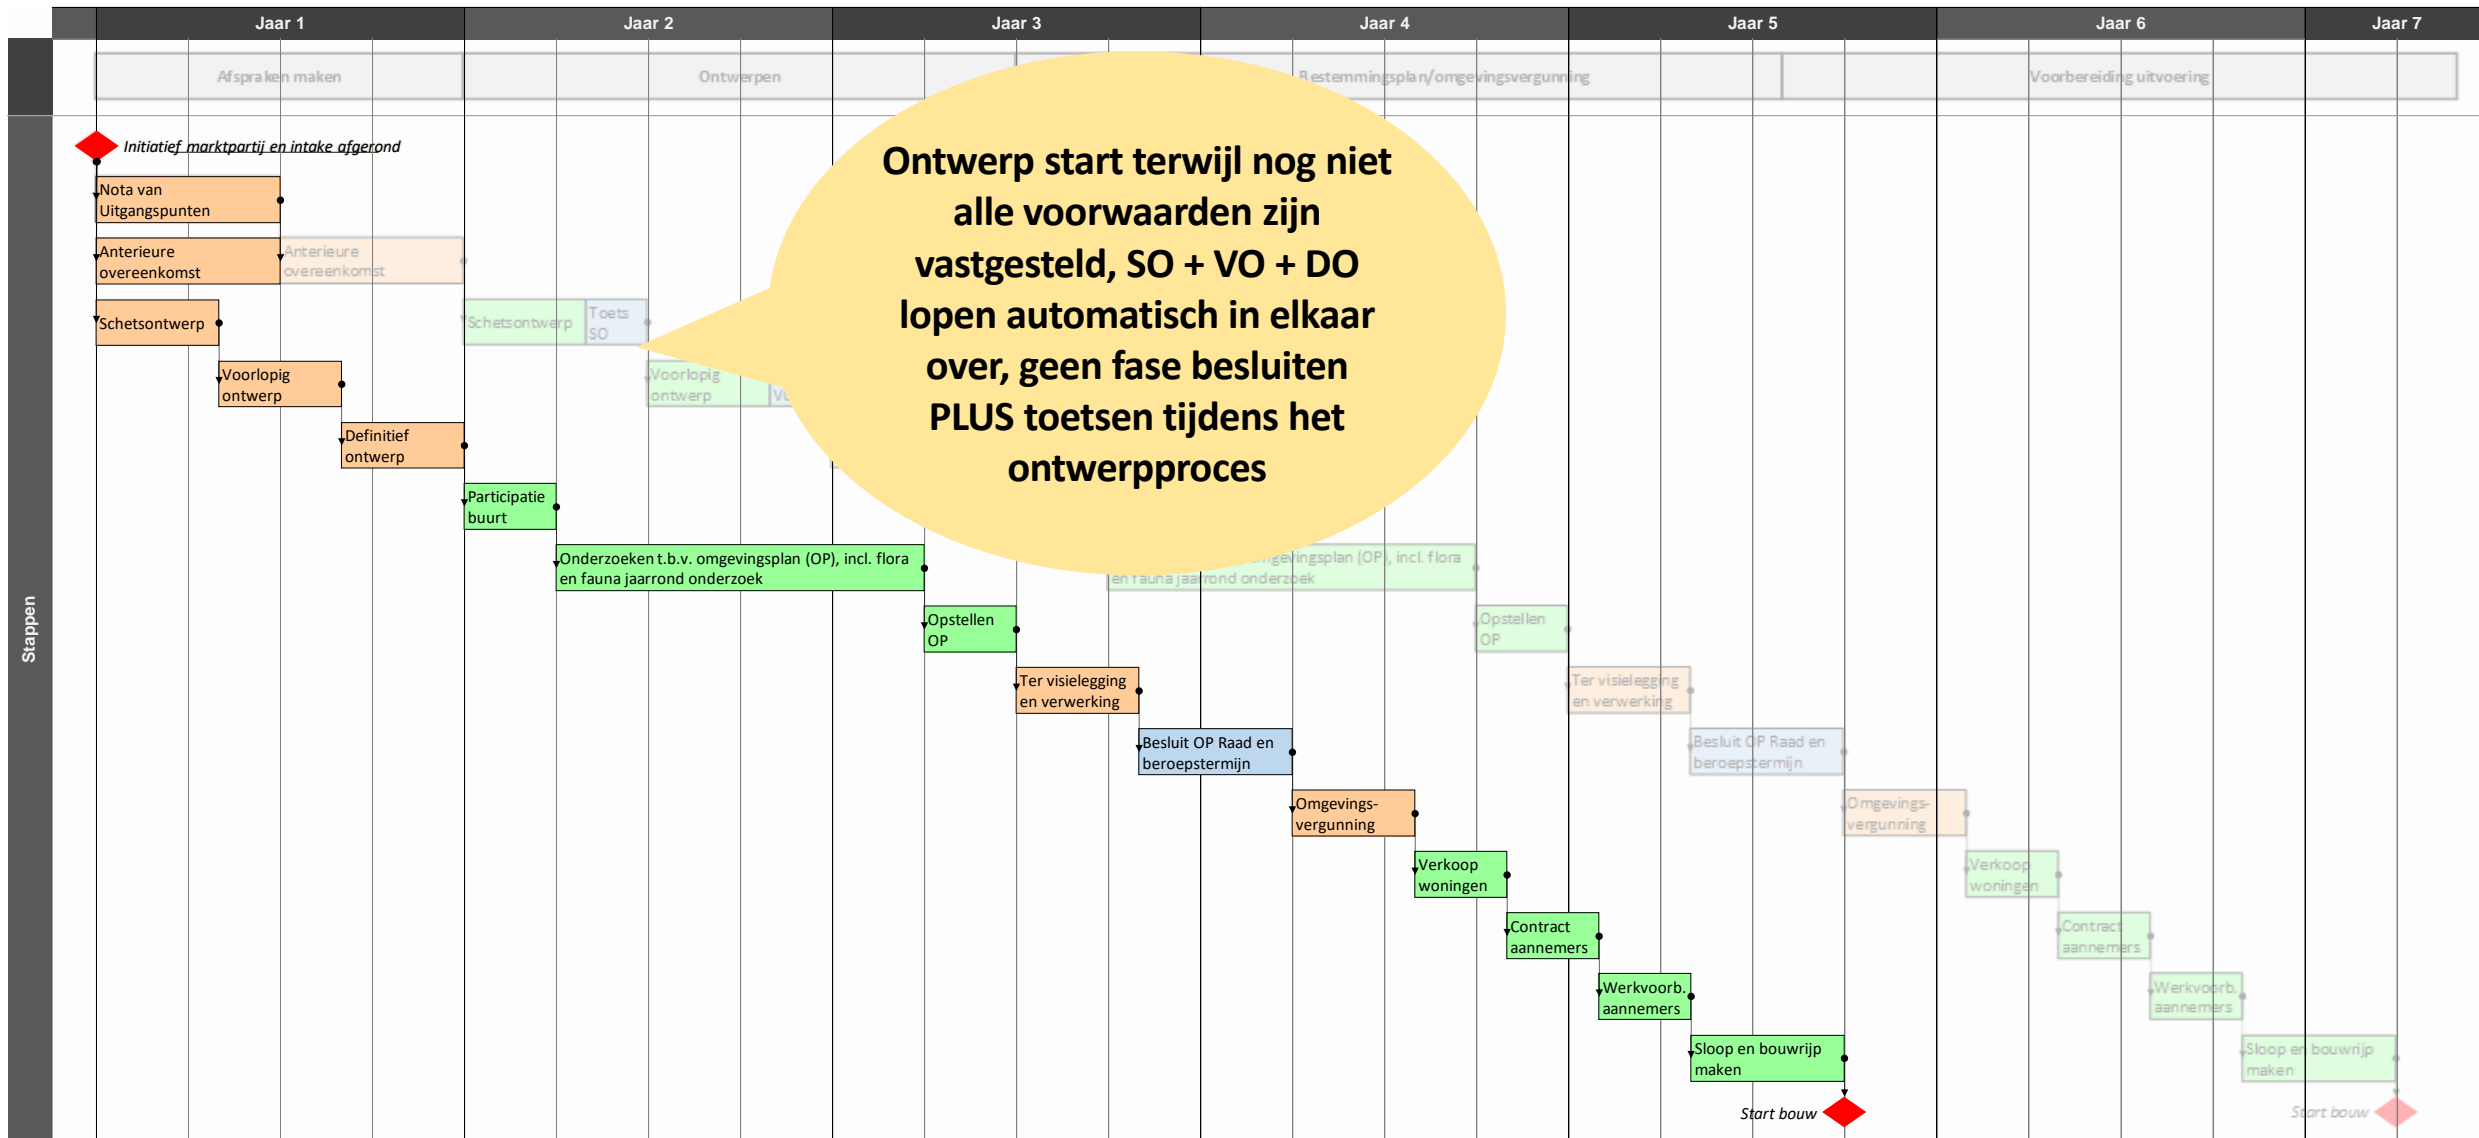 Jaar 1
Jaar 2
Jaar 3
Jaar 4
Jaar 5
Jaar 6
Jaar 7
Afspraken maken
Ontwerpen
Bestemmingsplan/omgevingsvergunning
Voorbereiding uitvoering
Stappen
Initiatief marktpartij en intake afgerond
Nota van
Uitgangspunten
Anterieure
overeenkomst
Anterieure
overeenkomst
Schetsontwerp
Schetsontwerp
Toets
SO
Voorlopig
ontwerp
Voorlopig
ontwerp
Definitief
ontwerp
Ontwerp start terwijl nog niet
alle voorwaarden zijn
vastgesteld, SO + VO + DO
lopen automatisch in elkaar
over, geen fase besluiten
PLUS toetsen tijdens het
ontwerpproces
Participatie
buurt
Onderzoeken t.b.v. omgevingsplan (OP), incl. flora
en fauna jaarrond onderzoek
omgevingsplan (OP), incl. flora
en fauna jaarrond onderzoek
Opstellen
OP
Opstellen
OP
Ter visielegging
en verwerking
Ter visielegging
en verwerking
Besluit OP Raad en
beroepstermijn
Besluit OP Raad en
beroepstermijn
Omgevings-
vergunning
Omgevings-
vergunning
Verkoop
woningen
Verkoop
woningen
Contract
aannemers
Contract
aannemers
Werkvoorb.
aannemers
Werkvoorb.
aannemers
Sloop en bouwrijp
maken
Sloop en bouwrijp
maken
Start bouw
Start bouw